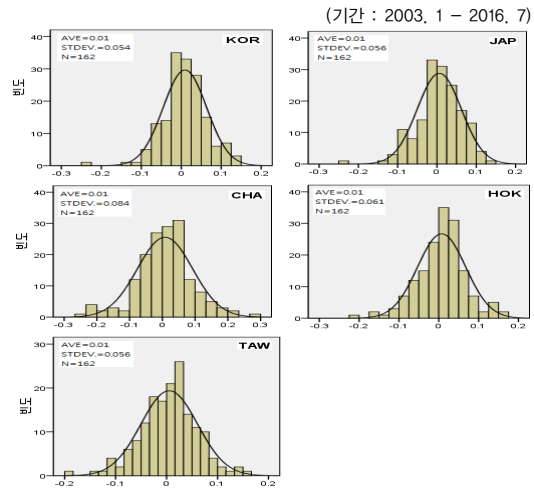 (기간 : 2003. 1 - 2016. 7)
AVE=0.01
STDEV.=0.054
N=162
KOR
빈도
40
30
20
10
0
-0.3 -0.2 -0.1 0 0.1 0.2
AVE=0.01
STDEV.=0.056
N=162
JAP
40
30
20
10
0
-0.3 -0.2 -0.1 0 0.1 0.2
AVE=0.01
STDEV.=0.084
N=162
CHA
빈도
40
30
20
10
0
-0.3 -0.2 -0.1 0 0.1 0.2 0.3
AVE=0.01
STDEV.=0.061
N=162
HOK
40
30
20
10
0
-0.3 -0.2 -0.1 0 0.1 0.2
AVE=0.01
STDEV.=0.056
N=162
TAW
빈도
30
20
10
0
-0.2 -0.1 0 0.1 0.2